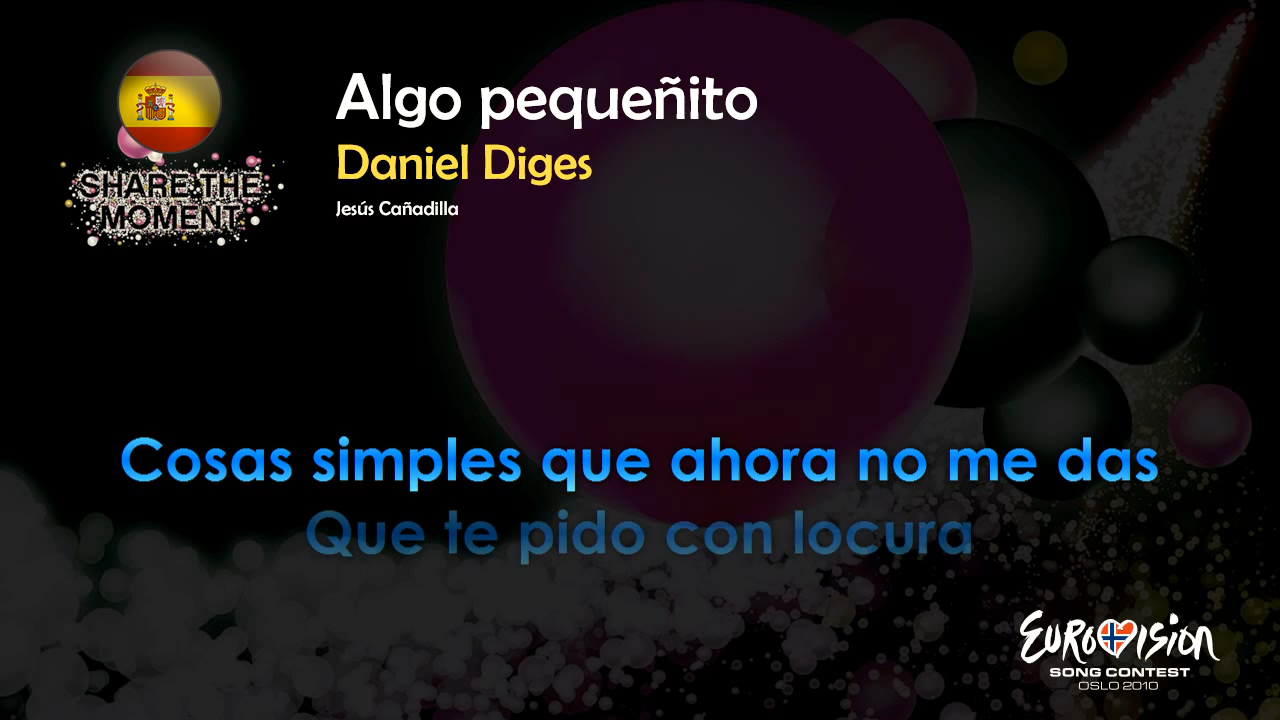 SHARE THE
MOMENT
Algo pequeñito
Daniel Diges
Jesús Cañadilla
Cosas simples que ahora no me das
Que te pido con locura
EUROVISION
SONG CONTEST
OSLO 2010